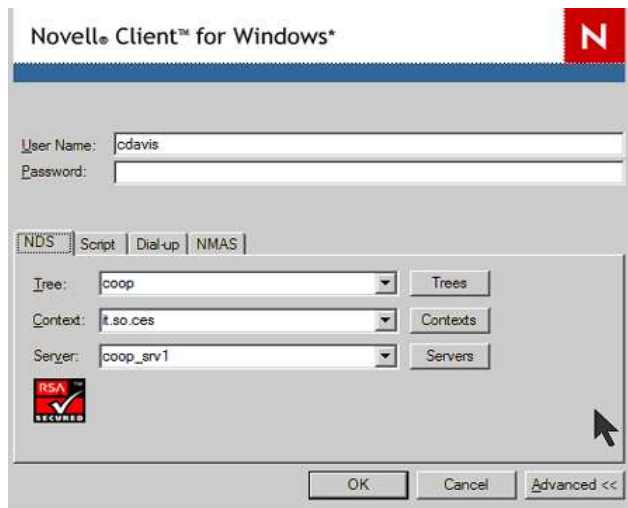 Novell® Client™ for Windows*
N
User Name: cdavis
Password:
NDS Script Dial-up NMAS
Tree: coop Trees
Context: it.so.ces Contexts
Server: coop_srv1 Servers
RSA™
SECURED
OK Cancel Advanced <<